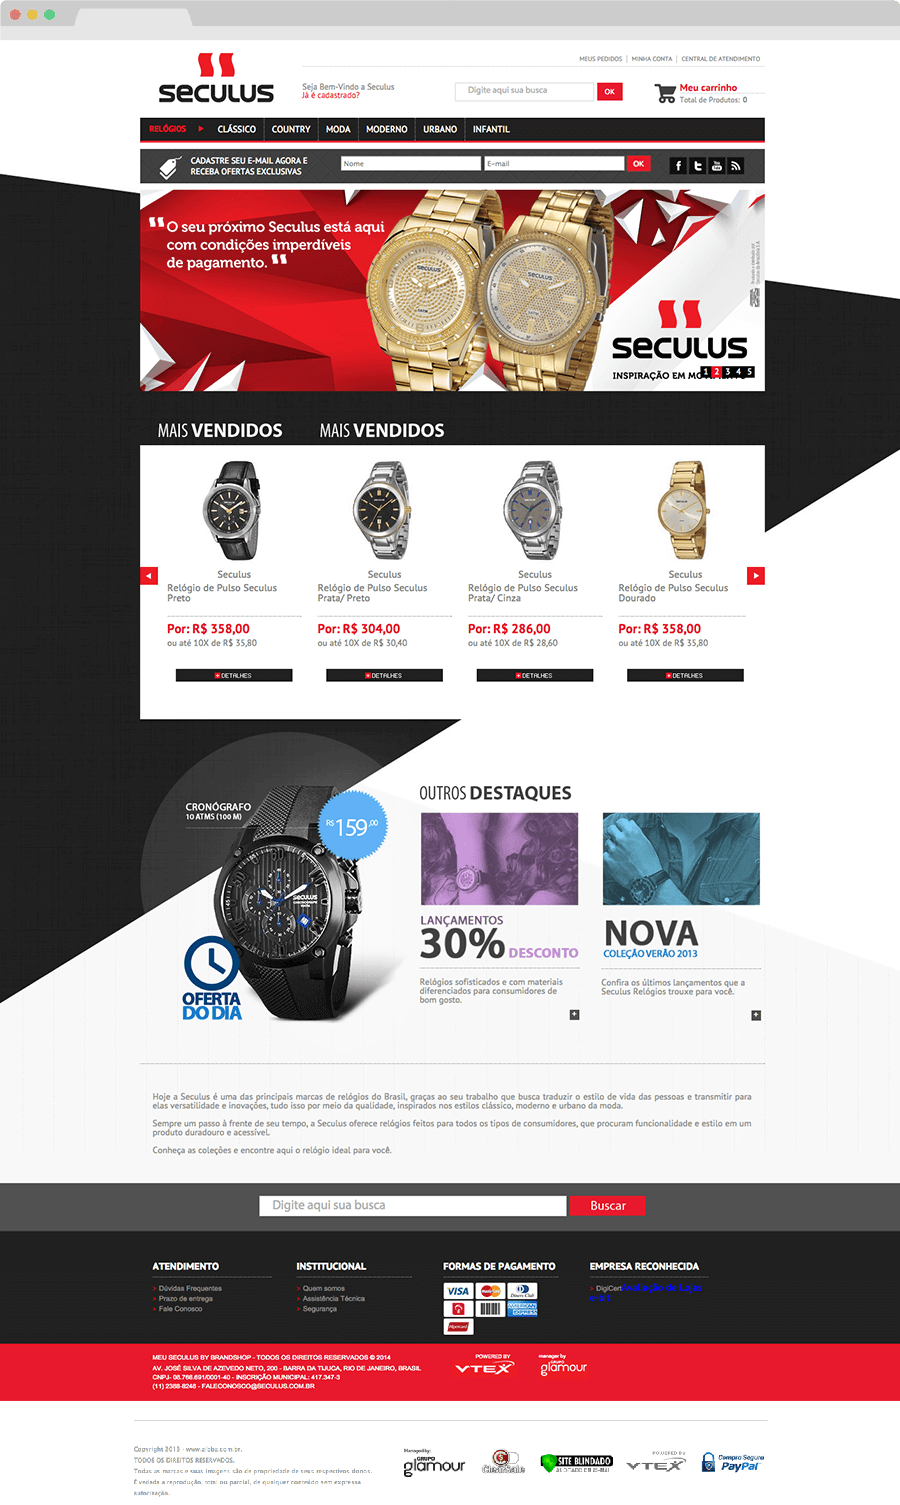 MEUS PEDIDOS | MINHA CONTA | CENTRAL DE ATENDIMENTO
SECULUS
Seja Bem-Vindo a Seculus
Já é cadastrado?
Digite aqui sua busca
OK
Meu carrinho
Total de Produtos: 0
RELÓGIOS
CLÁSSICO
COUNTRY
MODA
MODERNO
URBANO
INFANTIL
CADASTRE SEU E-MAIL AGORA E
RECEBA OFERTAS EXCLUSIVAS
Nome
E-mail
OK
O seu próximo Seculus está aqui
com condições imperdíveis
de pagamento.
SECULUS
INSPIRAÇÃO EM
1 2 3 4 5
MAIS VENDIDOS
MAIS VENDIDOS
Seculus
Relógio de Pulso Seculus
Preto
Por: R$ 358,00
ou até 10X de R$ 35,80
DETALHES
Seculus
Relógio de Pulso Seculus
Prata/ Preto
Por: R$ 304,00
ou até 10X de R$ 30,40
DETALHES
Seculus
Relógio de Pulso Seculus
Prata/ Cinza
Por: R$ 286,00
ou até 10X de R$ 28,60
DETALHES
Seculus
Relógio de Pulso Seculus
Dourado
Por: R$ 358,00
ou até 10X de R$ 35,80
DETALHES
CRONÓGRAFO
10 ATMS (100 M)
R$ 159,00
SECULUS
OFERTA
DO DIA
OUTROS DESTAQUES
LANÇAMENTOS
30% DESCONTO
Relógios sofisticados e com materiais
diferenciados para consumidores de
bom gosto.
NOVA
COLEÇÃO VERÃO 2013
Confira os últimos lançamentos que a
Seculus Relógios trouxe para você.
Hoje a Seculus é uma das principais marcas de relógios do Brasil, graças ao seu trabalho que busca traduzir o estilo de vida das pessoas e transmitir para
elas versatilidade e inovações, tudo isso por meio da qualidade, inspirados nos estilos clássico, moderno e urbano da moda.
Sempre um passo à frente de seu tempo, a Seculus oferece relógios feitos para todos os tipos de consumidores, que procuram funcionalidade e estilo em um
produto duradouro e acessível.
Conheça as coleções e encontre aqui o relógio ideal para você.
Digite aqui sua busca
Buscar
ATENDIMENTO
> Dúvidas Frequentes
> Prazo de entrega
> Fale Conosco
INSTITUCIONAL
> Quem somos
> Assistência Técnica
> Segurança
FORMAS DE PAGAMENTO
VISA
MasterCard
Diners Club
AMERICAN EXPRESS
Hipercard
EMPRESA RECONHECIDA
> DigiCert Avaliação de Lojas
MEU SECULUS BY BRANDSHOP - TODOS OS DIREITOS RESERVADOS © 2014
AV. JOSÉ SILVA DE AZEVEDO NETO, 200 - BARRA DA TIJUCA, RIO DE JANEIRO, BRASIL
CNPJ- 08.766.691/0001-40 - INSCRIÇÃO MUNICIPAL: 417.347-3
(11) 2388-8248 - FALECONOSCO@SECULUS.COM.BR
POWERED BY
VTEX
manager by
GRUPO
glamour
TODOS OS DIREITOS RESERVADOS.
Todas as marcas e suas imagens são de propriedade de seus respectivos donos.
É vedada a reprodução, total ou parcial, de qualquer conteúdo sem expressa
autorização.
Managed by:
GRUPO
glamour
ClearSale
SITE BLINDADO
POWERED BY
VTEX
Compra Segura
PayPal